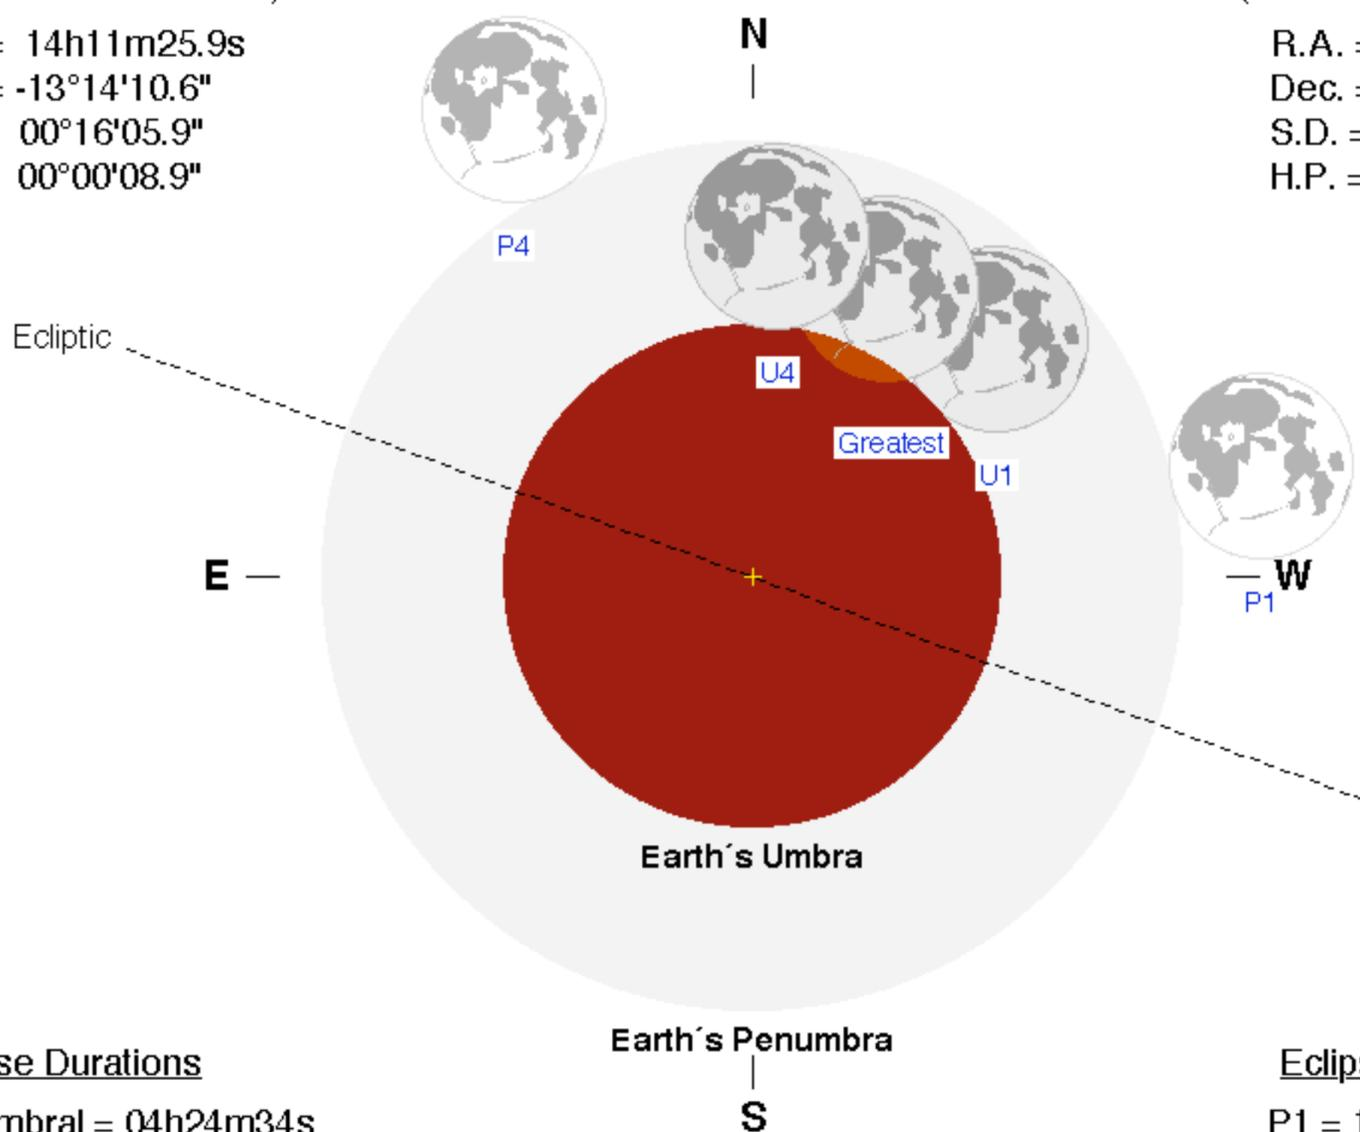 = 14h11m25.9s
= -13°14'10.6"
00°16'05.9"
00°00'08.9"
N
R.A. =
Dec. =
S.D. =
H.P. =
P4
Ecliptic
U4
Greatest
U1
E
W
P1
Earth´s Umbra
Earth´s Penumbra
S
se Durations
mbral = 04h24m34s
Eclips
P1 = 1